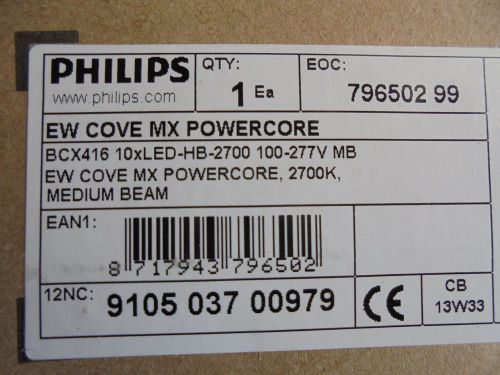 PHILIPS
www.philips.com
QTY:
1 Ea
EOC:
796502 99
EW COVE MX POWERCORE
BCX416 10xLED-HB-2700 100-277V MB
EW COVE MX POWERCORE, 2700K,
MEDIUM BEAM
EAN1:
8 717943 796502
12NC: 9105 037 00979
CE
CB
13W33